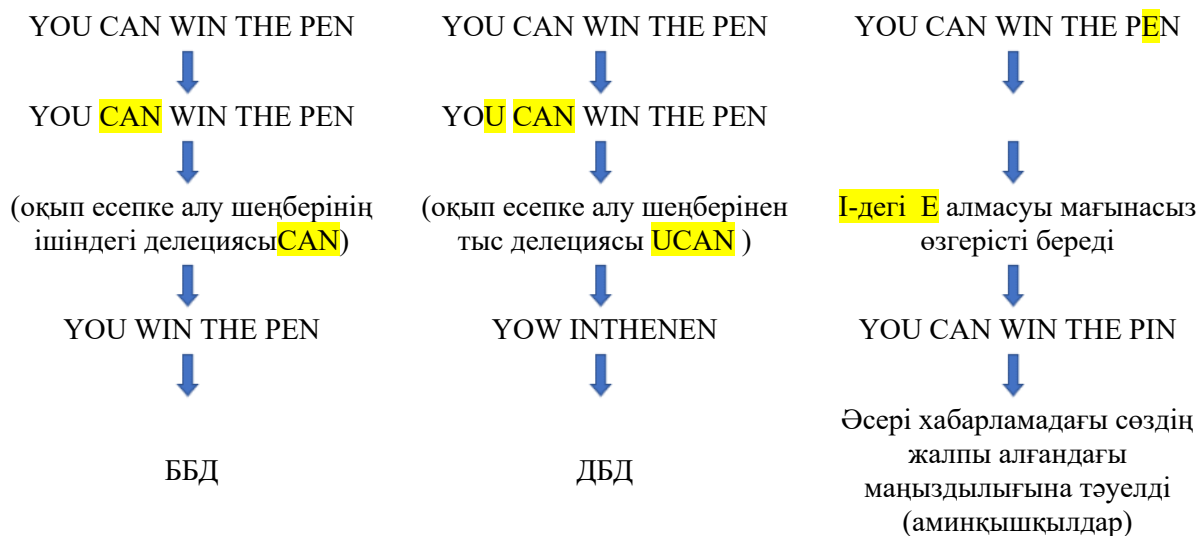 YOU CAN WIN THE PEN
YOU CAN WIN THE PEN
(оқып есепке алу шеңберінің
ішіндегі делециясыCAN)
YOU WIN THE PEN
ББД
YOU CAN WIN THE PEN
YOU CAN WIN THE PEN
(оқып есепке алу шеңберінен
тыс делециясы UCAN )
YOW INTHENEN
ДБД
YOU CAN WIN THE PEN
I-дегі E алмасуы мағынасыз
өзгерісті береді
YOU CAN WIN THE PIN
Әсері хабарламадағы сөздің
жалпы алғандағы
маңыздылығына тәуелді
(аминқышқылдар)